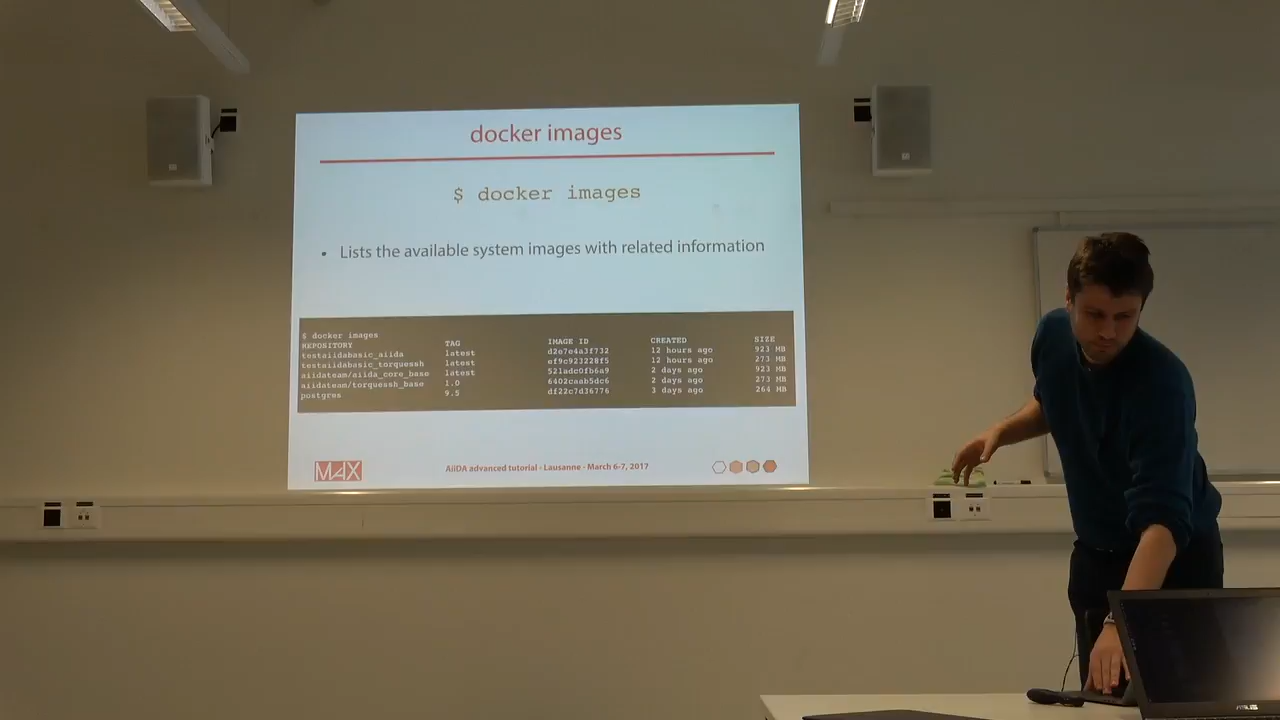 docker images
$ docker images
• Lists the available system images with related information
$ docker images
REPOSITORY TAG IMAGE ID CREATED SIZE
testaiidabasic_aiida latest d2e7e4a3f732 12 hours ago 923 MB
testaiidabasic_torquessh latest ef9c923228f5 12 hours ago 273 MB
aiidateam/aiida_core_base latest 521adc0fb6a9 2 days ago 923 MB
aiidateam/torquessh_base 1.0 6402caab5dc6 2 days ago 273 MB
postgres 9.5 df22c7d36776 3 days ago 264 MB
MAX
AiiDA advanced tutorial - Lausanne - March 6-7, 2017
ASUS